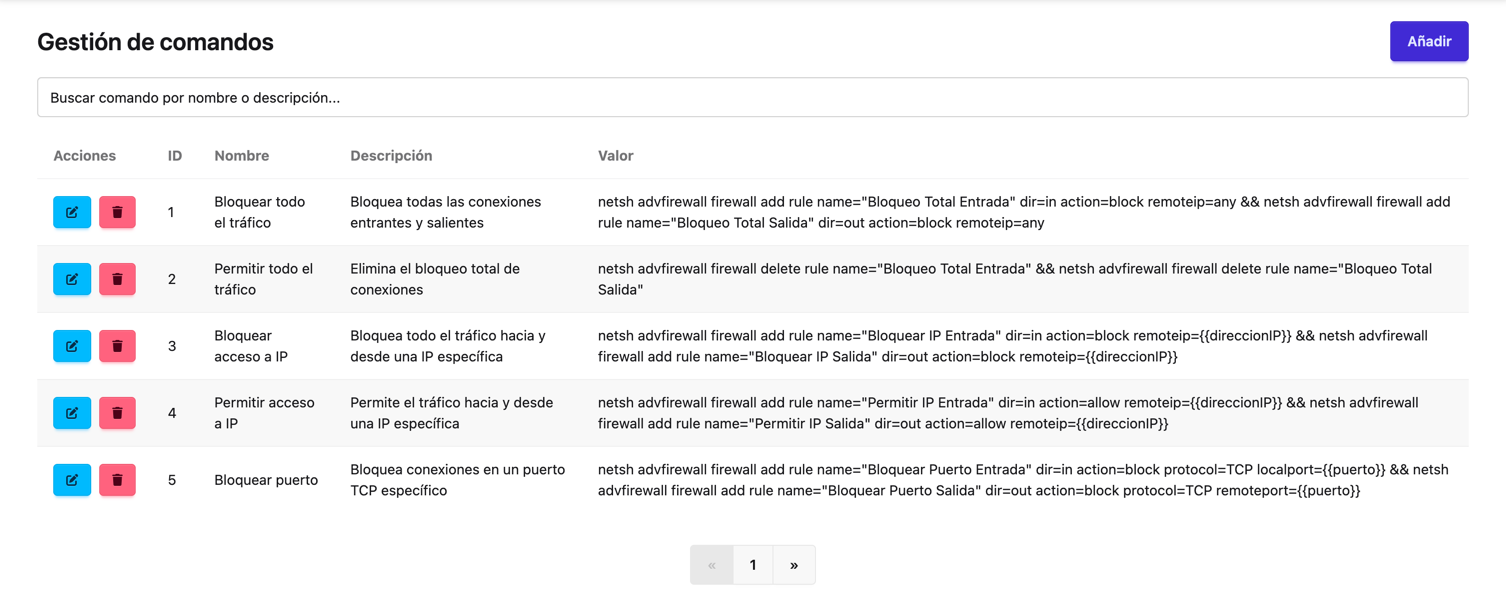 Gestión de comandos
Añadir
Buscar comando por nombre o descripción...
Acciones ID Nombre Descripción Valor
1
Bloquear todo
el tráfico
Bloquea todas las conexiones
entrantes y salientes
netsh advfirewall firewall add rule name="Bloqueo Total Entrada" dir=in action=block remoteip=any && netsh advfirewall firewall add
rule name="Bloqueo Total Salida" dir=out action=block remoteip=any
2
Permitir todo el
tráfico
Elimina el bloqueo total de
conexiones
netsh advfirewall firewall delete rule name="Bloqueo Total Entrada" && netsh advfirewall firewall delete rule name="Bloqueo Total
Salida"
3
Bloquear
acceso a IP
Bloquea todo el tráfico hacia y
desde una IP específica
netsh advfirewall firewall add rule name="Bloquear IP Entrada" dir=in action=block remoteip={{direccionIP}} && netsh advfirewall
firewall add rule name="Bloquear IP Salida" dir=out action=block remoteip={{direccionIP}}
4
Permitir acceso
a IP
Permite el tráfico hacia y desde
una IP específica
netsh advfirewall firewall add rule name="Permitir IP Entrada" dir=in action=allow remoteip={{direccionIP}} && netsh advfirewall
firewall add rule name="Permitir IP Salida" dir=out action=allow remoteip={{direccionIP}}
5
Bloquear puerto
Bloquea conexiones en un puerto
TCP específico
netsh advfirewall firewall add rule name="Bloquear Puerto Entrada" dir=in action=block protocol=TCP localport={{puerto}} && netsh
advfirewall firewall add rule name="Bloquear Puerto Salida" dir=out action=block protocol=TCP remoteport={{puerto}}
« 1 »